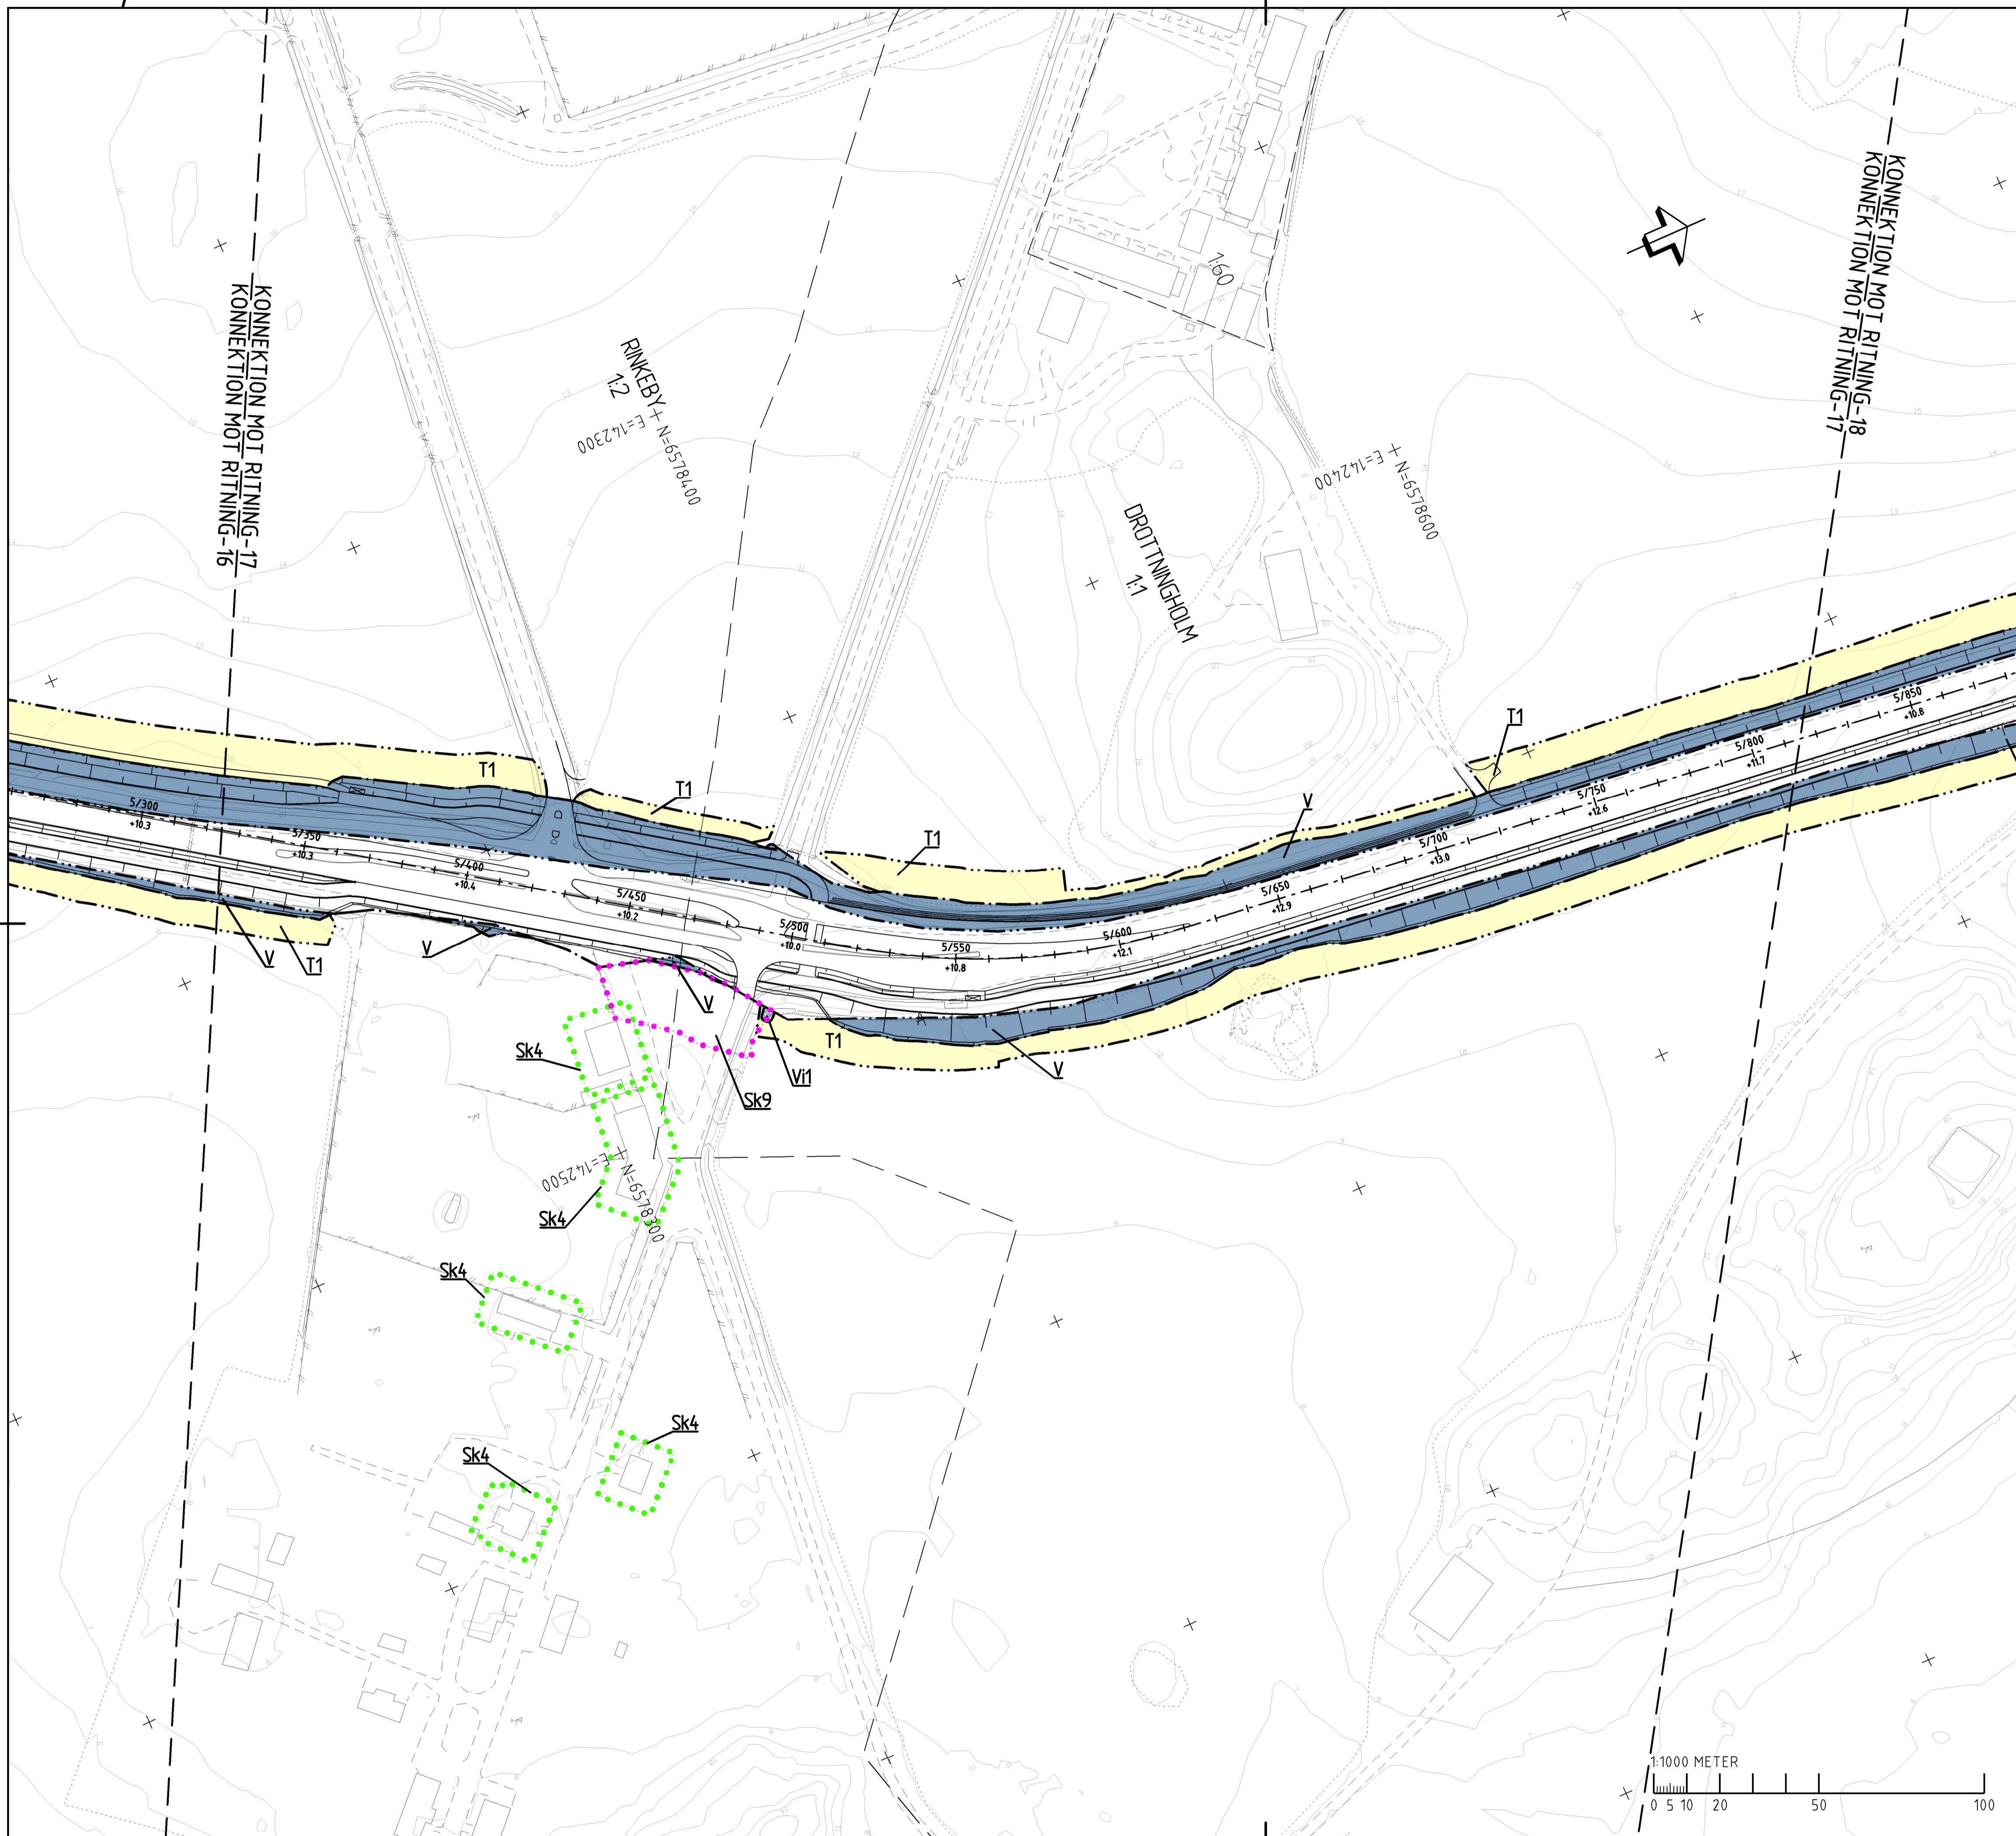 KONNEKTION MOT RITNING-17
KONNEKTION MOT RITNING-16
KONNEKTION MOT RITNING-18
KONNEKTION MOT RITNING-17
1:60
RINKEBY
1:2
N=6578400
E=142300
N=6578600
E=142400
DROTTNINGHOLM
1:1
T1
T1
T1
T1
V
5/300
+10.3
5/350
+10.3
5/400
+10.4
5/450
+10.2
5/500
+10.0
5/550
+10.8
5/600
+12.1
5/650
+12.9
5/700
+13.0
5/750
+12.6
5/800
+11.7
5/850
+10.8
V
T1
V
V
T1
V
Vi1
Sk9
Sk4
N=6578300
E=142500
Sk4
Sk4
Sk4
Sk4
1:1000 METER
0 5 10 20 50 100